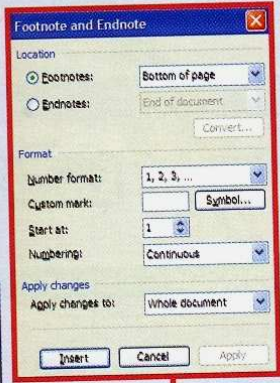 Footnote and Endnote
Location
Footnotes: Bottom of page
Endnotes: End of document
Convert...
Format
Number format: 1, 2, 3, ...
Custom mark: Symbol...
Start at: 1
Numbering: Continuous
Apply changes
Apply changes to: Whole document
Insert Cancel Apply